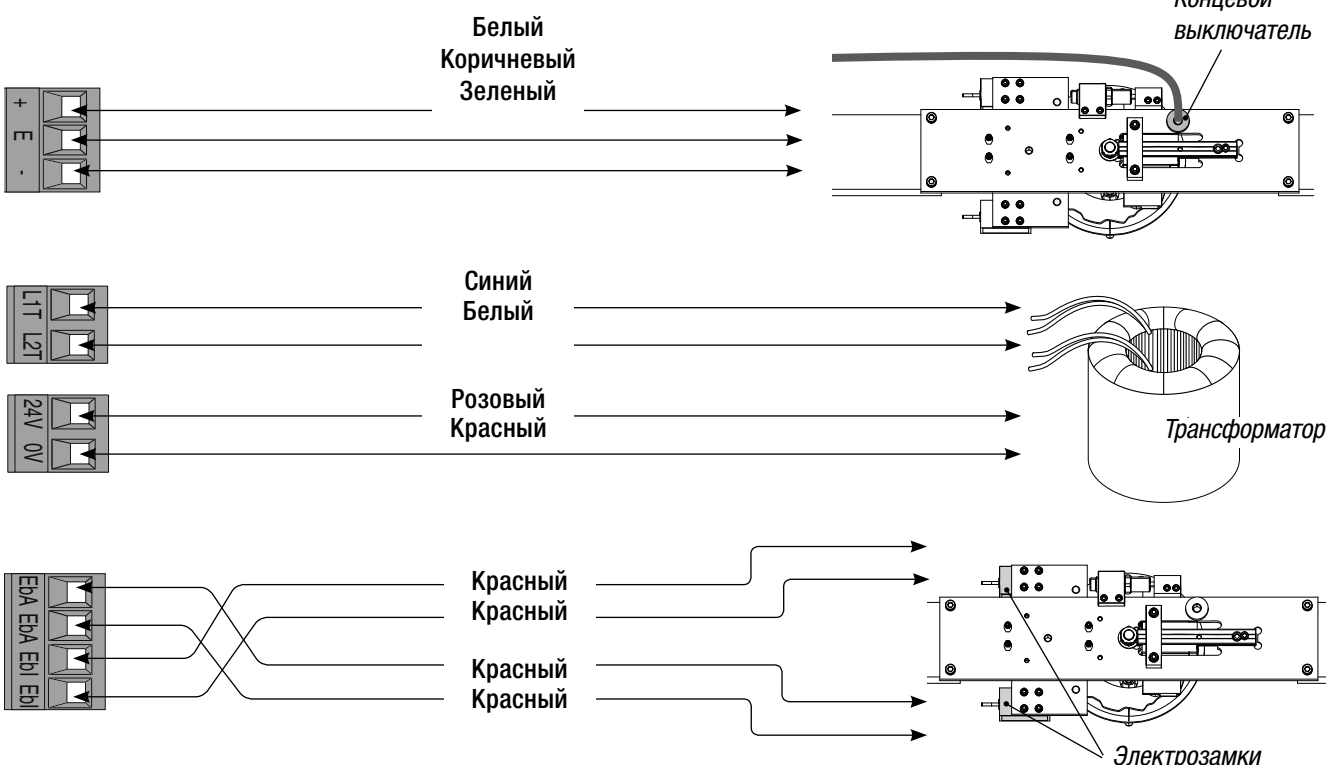 Концевой
выключатель
Белый
Коричневый
Зеленый
+
E
-
Синий
Белый
L1T L2T
Розовый
Красный
24V 0V
Трансформатор
EbA EbA EbI EbI
Красный
Красный
Красный
Красный
Электрозамки